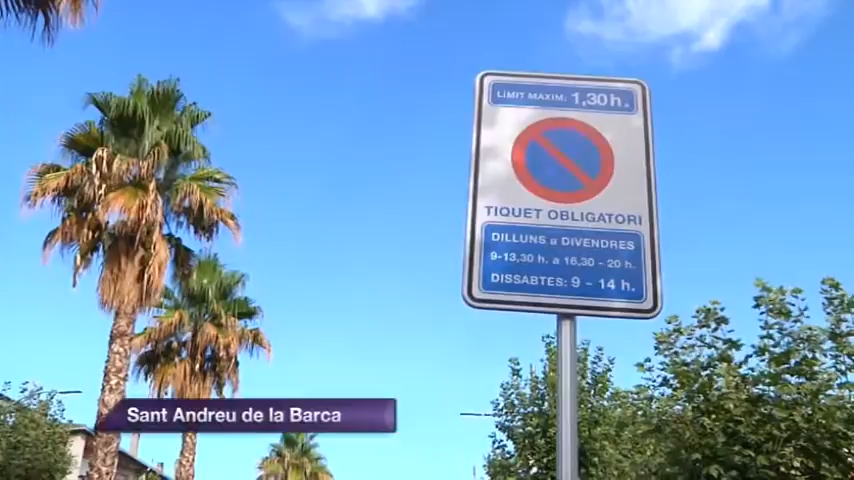 LÍMIT MAXIM: 1,30 h.
TIQUET OBLIGATORI
DILLUNS a DIVENDRES
9-13,30 h. a 16,30 - 20 h.
DISSABTES: 9 - 14 h.
Sant Andreu de la Barca